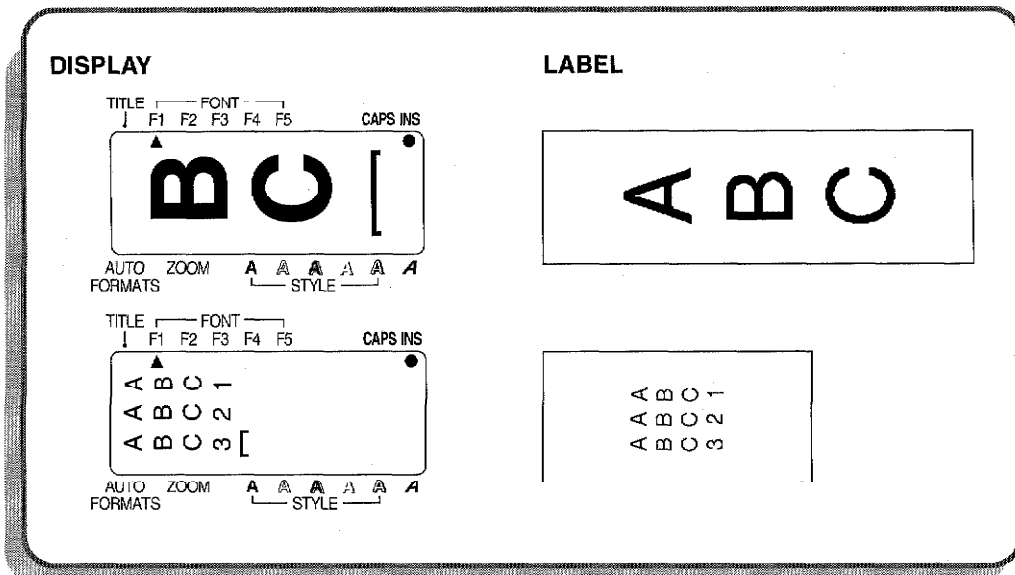 DISPLAY
LABEL
TITLE FONT
F1 F2 F3 F4 F5 CAPS INS
B C [
A B C
AUTO ZOOM A A A A A A
FORMATS STYLE
TITLE FONT
F1 F2 F3 F4 F5 CAPS INS
A B C 1
A B C 2
A B C 3 [
A B C 1
A B C 2
A B C 3
AUTO ZOOM A A A A A A
FORMATS STYLE